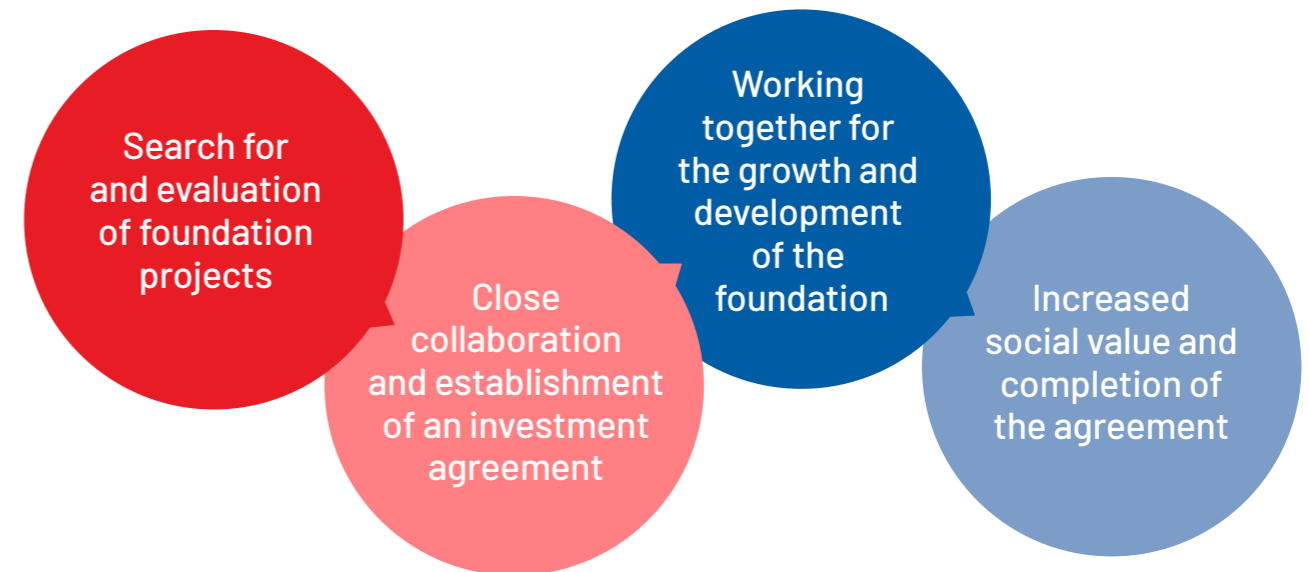 Search for
and evaluation
of foundation
projects
Close
collaboration
and establishment
of an investment
agreement
Working
together for
the growth and
development
of the
foundation
Increased
social value and
completion of
the agreement